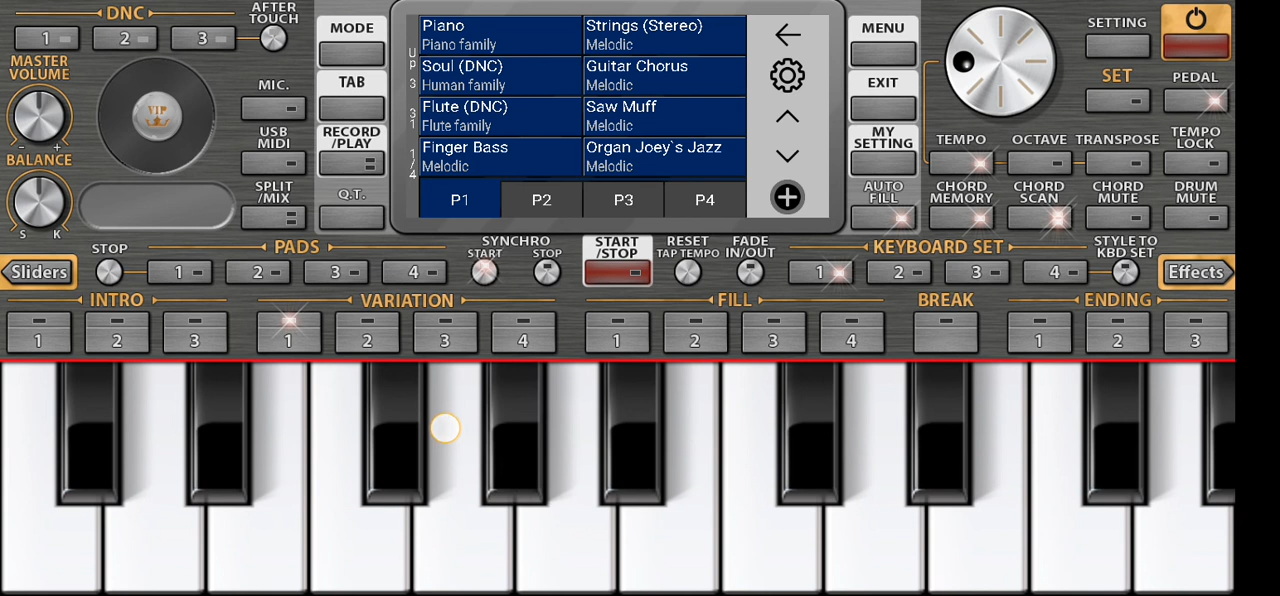 DNC
AFTER
TOUCH
1
2
3
MASTER
VOLUME
- +
BALANCE
S K
VIP
MIC.
USB
MIDI
SPLIT
/MIX
MODE
TAB
RECORD
/PLAY
Q.T.
Up
3
31
1/4
Piano
Piano family
Strings (Stereo)
Melodic
Soul (DNC)
Human family
Guitar Chorus
Melodic
Flute (DNC)
Flute family
Saw Muff
Melodic
Finger Bass
Melodic
Organ Joey`s Jazz
Melodic
P1
P2
P3
P4
MENU
EXIT
MY
SETTING
AUTO
FILL
SETTING
SET
PEDAL
TEMPO
OCTAVE
TRANSPOSE
TEMPO
LOCK
CHORD
MEMORY
CHORD
SCAN
CHORD
MUTE
DRUM
MUTE
Sliders
STOP
PADS
1
2
3
4
SYNCHRO
START
STOP
START
/STOP
RESET
TAP TEMPO
FADE
IN/OUT
KEYBOARD SET
1
2
3
4
STYLE TO
KBD SET
Effects
INTRO
1
2
3
VARIATION
1
2
3
4
FILL
1
2
3
4
BREAK
ENDING
1
2
3